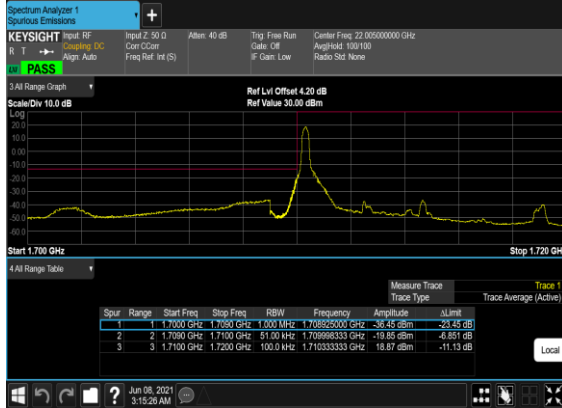 Spectrum Analyzer 1
Spurious Emissions
+
KEYSIGHT Input: RF Input Z: 50 Ω Atten: 40 dB Trig: Free Run Center Freq: 22.005000000 GHz
R T Coupling: DC Corr CCorr Gate: Off Avg|Hold: 100/100
Align: Auto Freq Ref: Int (S) IF Gain: Low Radio Std: None
PASS
3 All Range Graph
Ref Lvl Offset 4.20 dB
Scale/Div 10.0 dB Ref Value 30.00 dBm
Log
20.0
10.0
0.00
-10.0
-20.0
-30.0
-40.0
-50.0
-60.0
Start 1.700 GHz Stop 1.720 GH
4 All Range Table
Measure Trace Trace 1
Trace Type Trace Average (Active)
Spur Range Start Freq Stop Freq RBW Frequency Amplitude ΔLimit
1 1 1.7000 GHz 1.7090 GHz 1.000 MHz 1.708925000 GHz -36.45 dBm -23.45 dB
2 2 1.7090 GHz 1.7100 GHz 51.00 kHz 1.709998333 GHz -19.85 dBm -6.851 dB
3 3 1.7100 GHz 1.7200 GHz 100.0 kHz 1.710333333 GHz 18.87 dBm -11.13 dB
Local
? Jun 08, 2021
3:15:26 AM